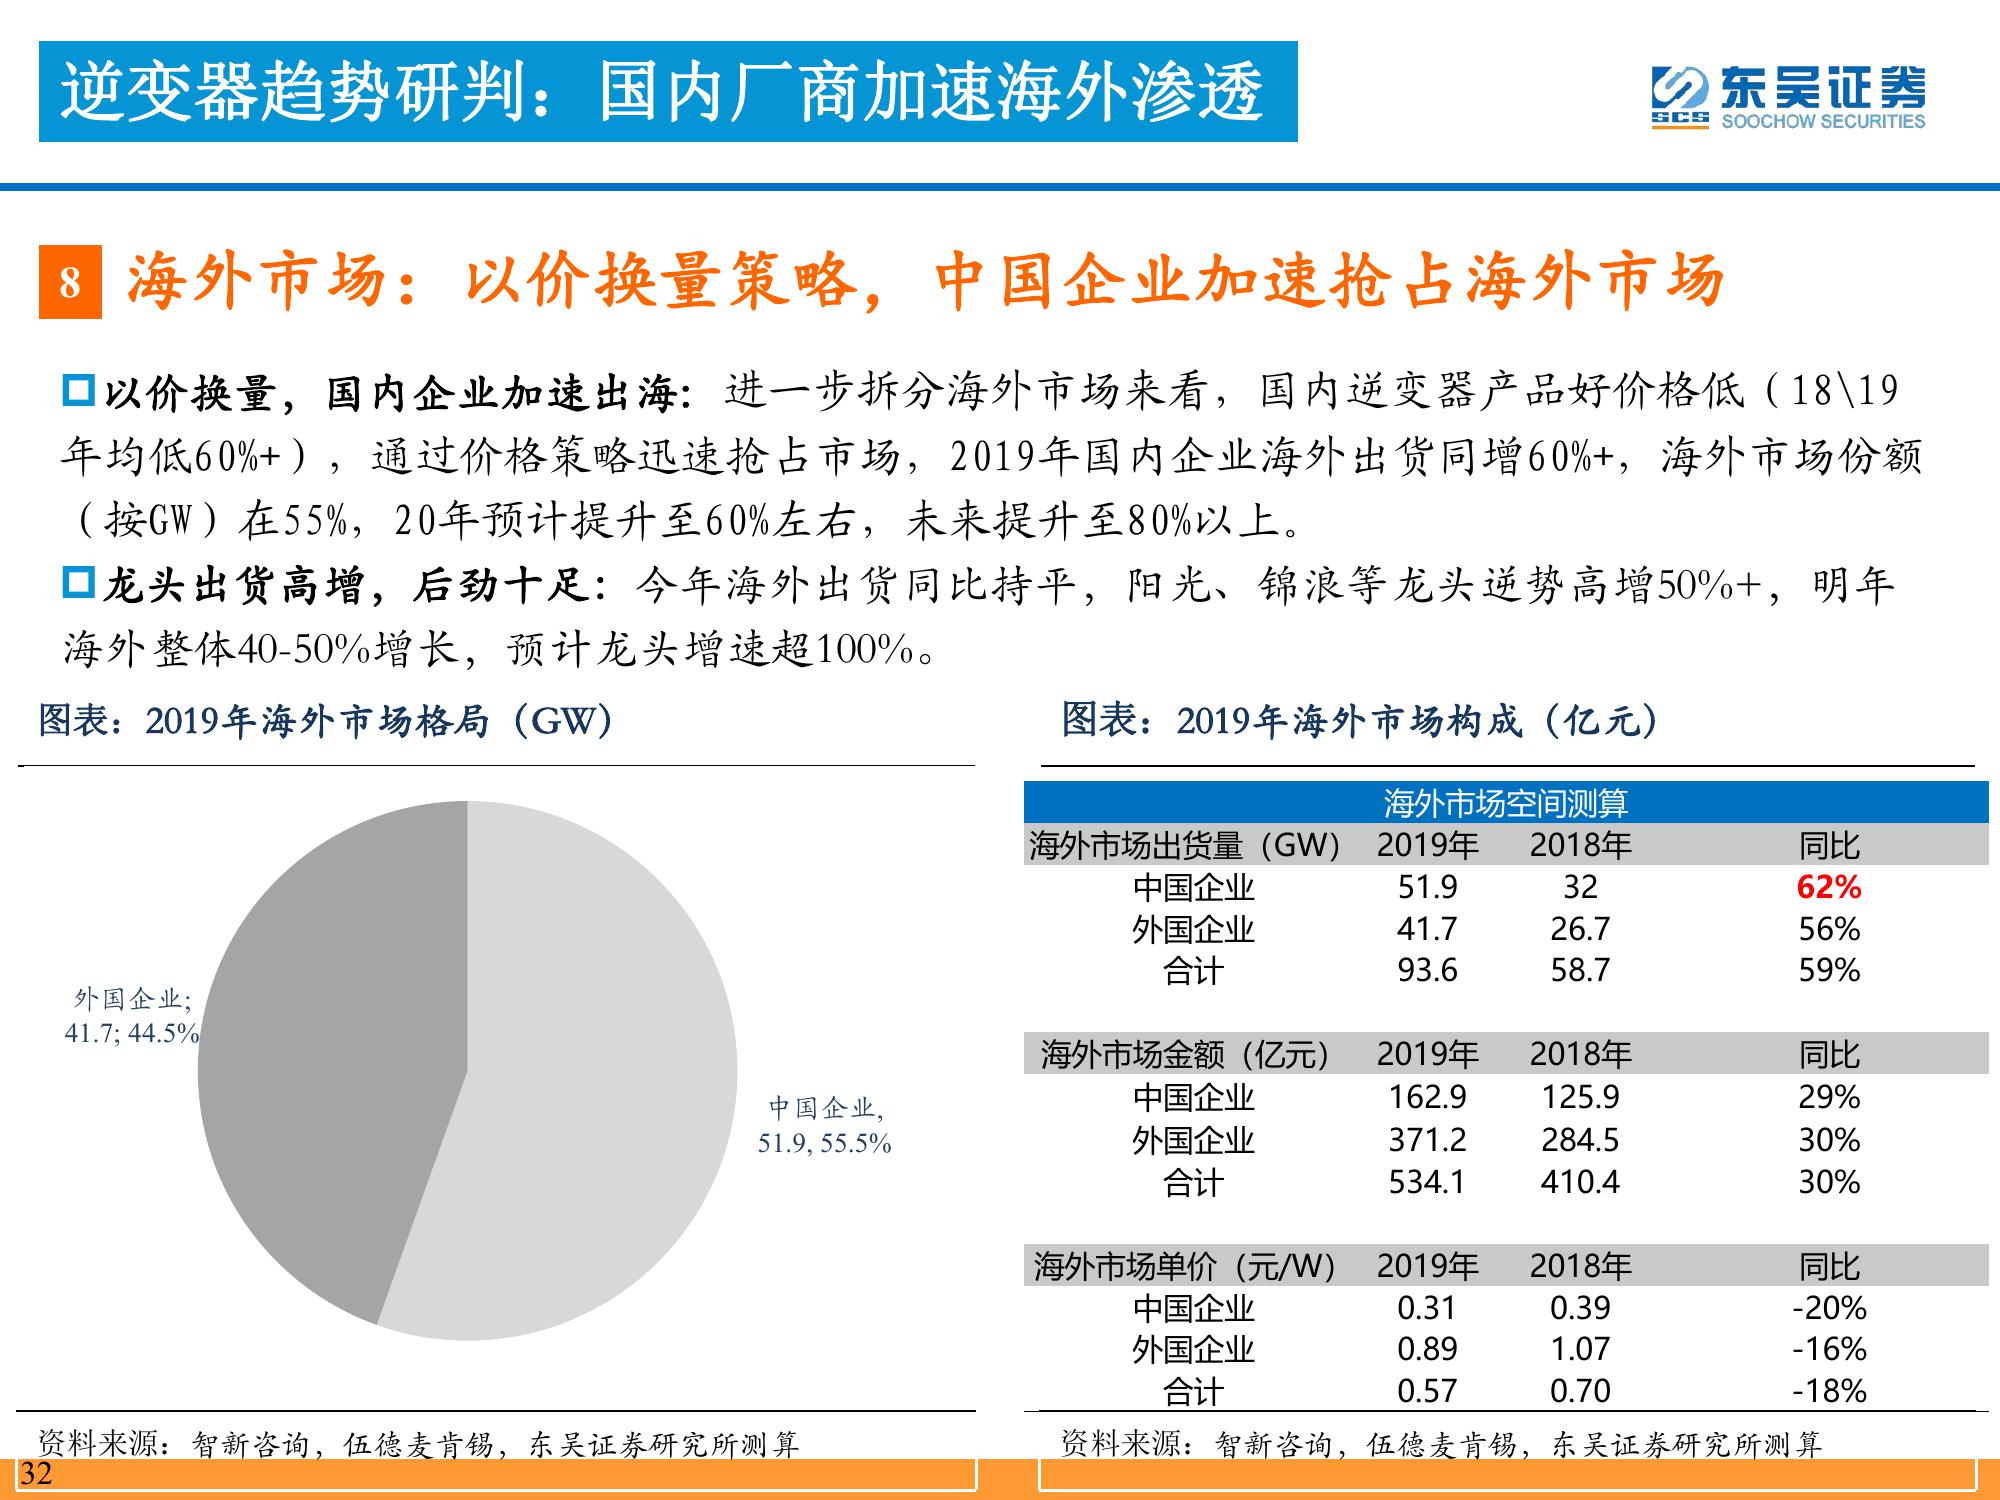 逆变器趋势研判：国内厂商加速海外渗透
东吴证券
SCS SOOCHOW SECURITIES
8 海外市场：以价换量策略，中国企业加速抢占海外市场
以价换量，国内企业加速出海：进一步拆分海外市场来看，国内逆变器产品好价格低（18\19
年均低60%+），通过价格策略迅速抢占市场，2019年国内企业海外出货同增60%+，海外市场份额
（按GW）在55%，20年预计提升至60%左右，未来提升至80%以上。
龙头出货高增，后劲十足：今年海外出货同比持平，阳光、锦浪等龙头逆势高增50%+，明年
海外整体40-50%增长，预计龙头增速超100%。
图表：2019年海外市场格局（GW）
外国企业;
41.7; 44.5%
中国企业,
51.9, 55.5%
资料来源：智新咨询，伍德麦肯锡，东吴证券研究所测算
图表：2019年海外市场构成（亿元）
海外市场空间测算
海外市场出货量（GW） 2019年 2018年 同比
中国企业 51.9 32 62%
外国企业 41.7 26.7 56%
合计 93.6 58.7 59%
海外市场金额（亿元） 2019年 2018年 同比
中国企业 162.9 125.9 29%
外国企业 371.2 284.5 30%
合计 534.1 410.4 30%
海外市场单价（元/W） 2019年 2018年 同比
中国企业 0.31 0.39 -20%
外国企业 0.89 1.07 -16%
合计 0.57 0.70 -18%
资料来源：智新咨询，伍德麦肯锡，东吴证券研究所测算
32